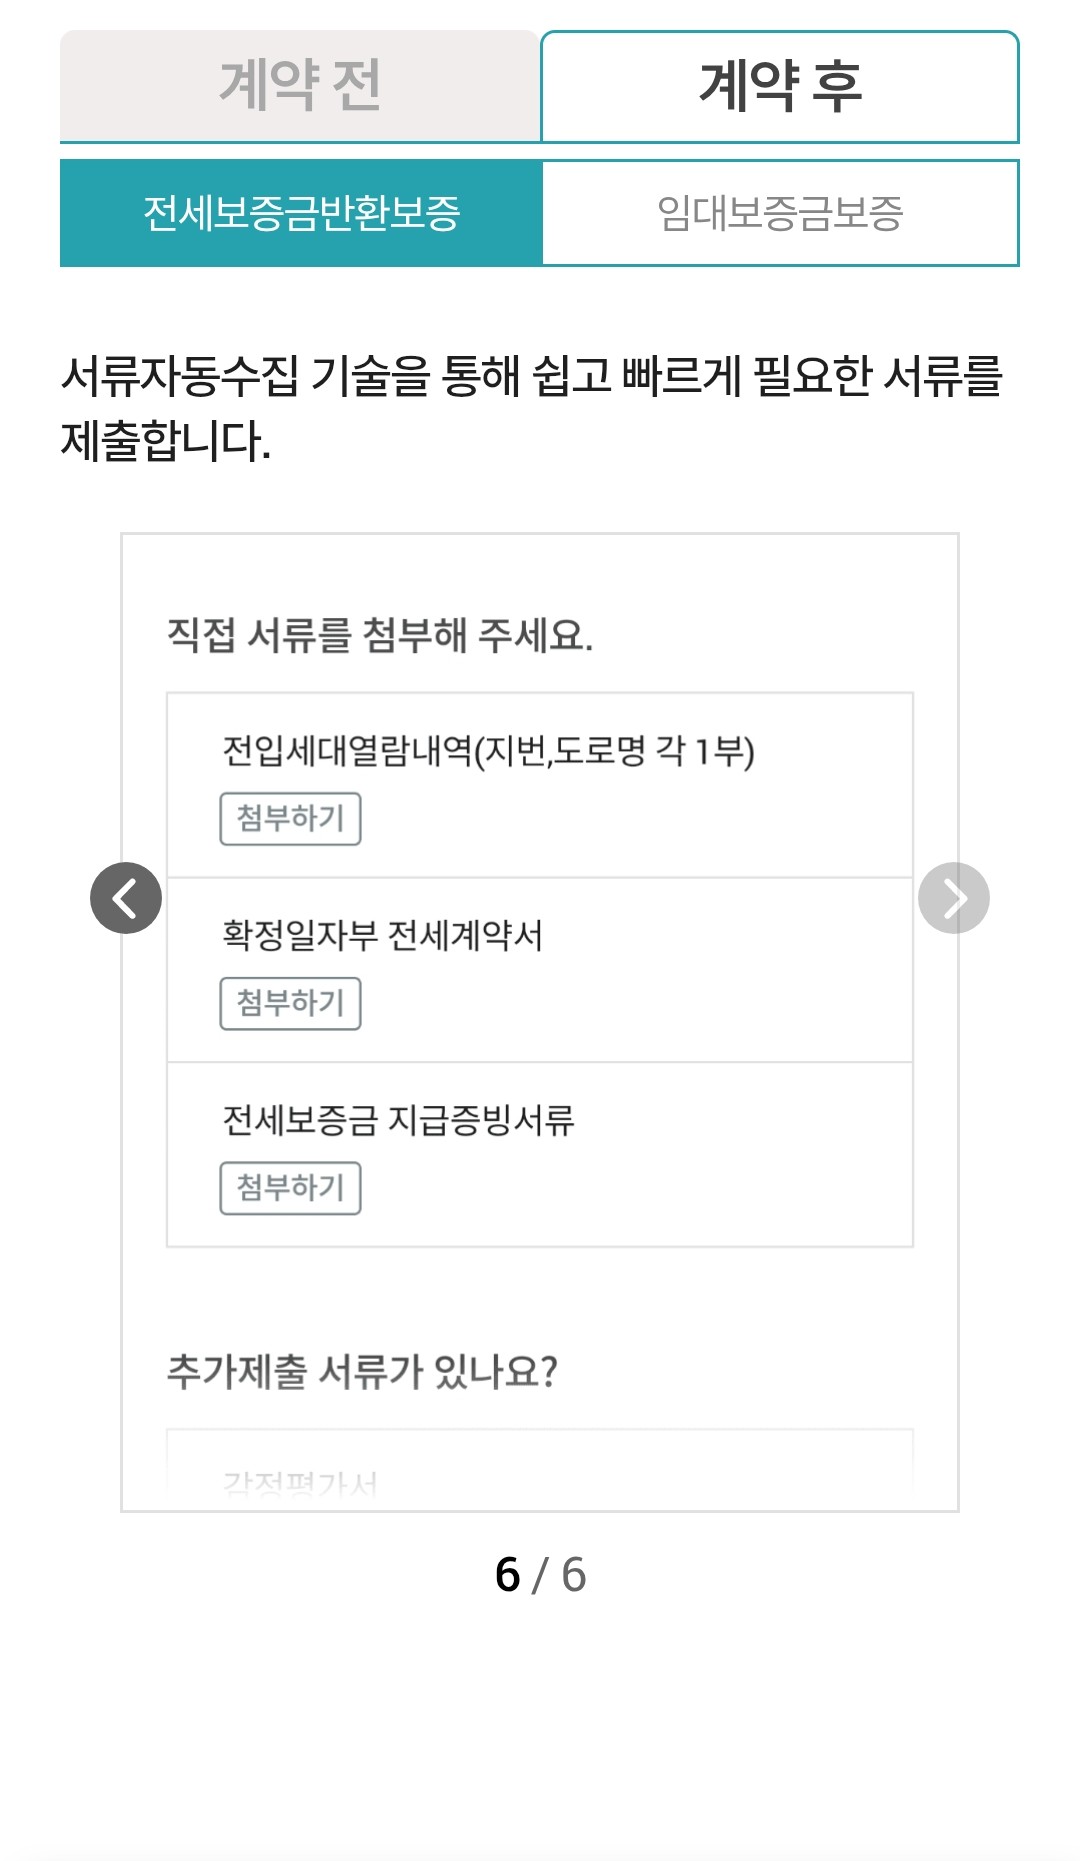 계약 전
계약 후
전세보증금반환보증
임대보증금보증
서류자동수집 기술을 통해 쉽고 빠르게 필요한 서류를
제출합니다.
직접 서류를 첨부해 주세요.
전입세대열람내역(지번,도로명 각 1부)
첨부하기
확정일자부 전세계약서
첨부하기
전세보증금 지급증빙서류
첨부하기
추가제출 서류가 있나요?
감정평가서
6 / 6